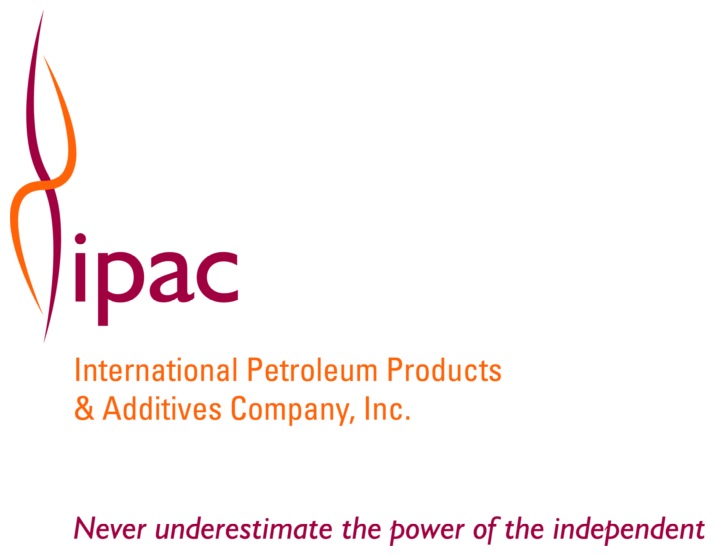 ipac
International Petroleum Products
& Additives Company, Inc.
Never underestimate the power of the independent